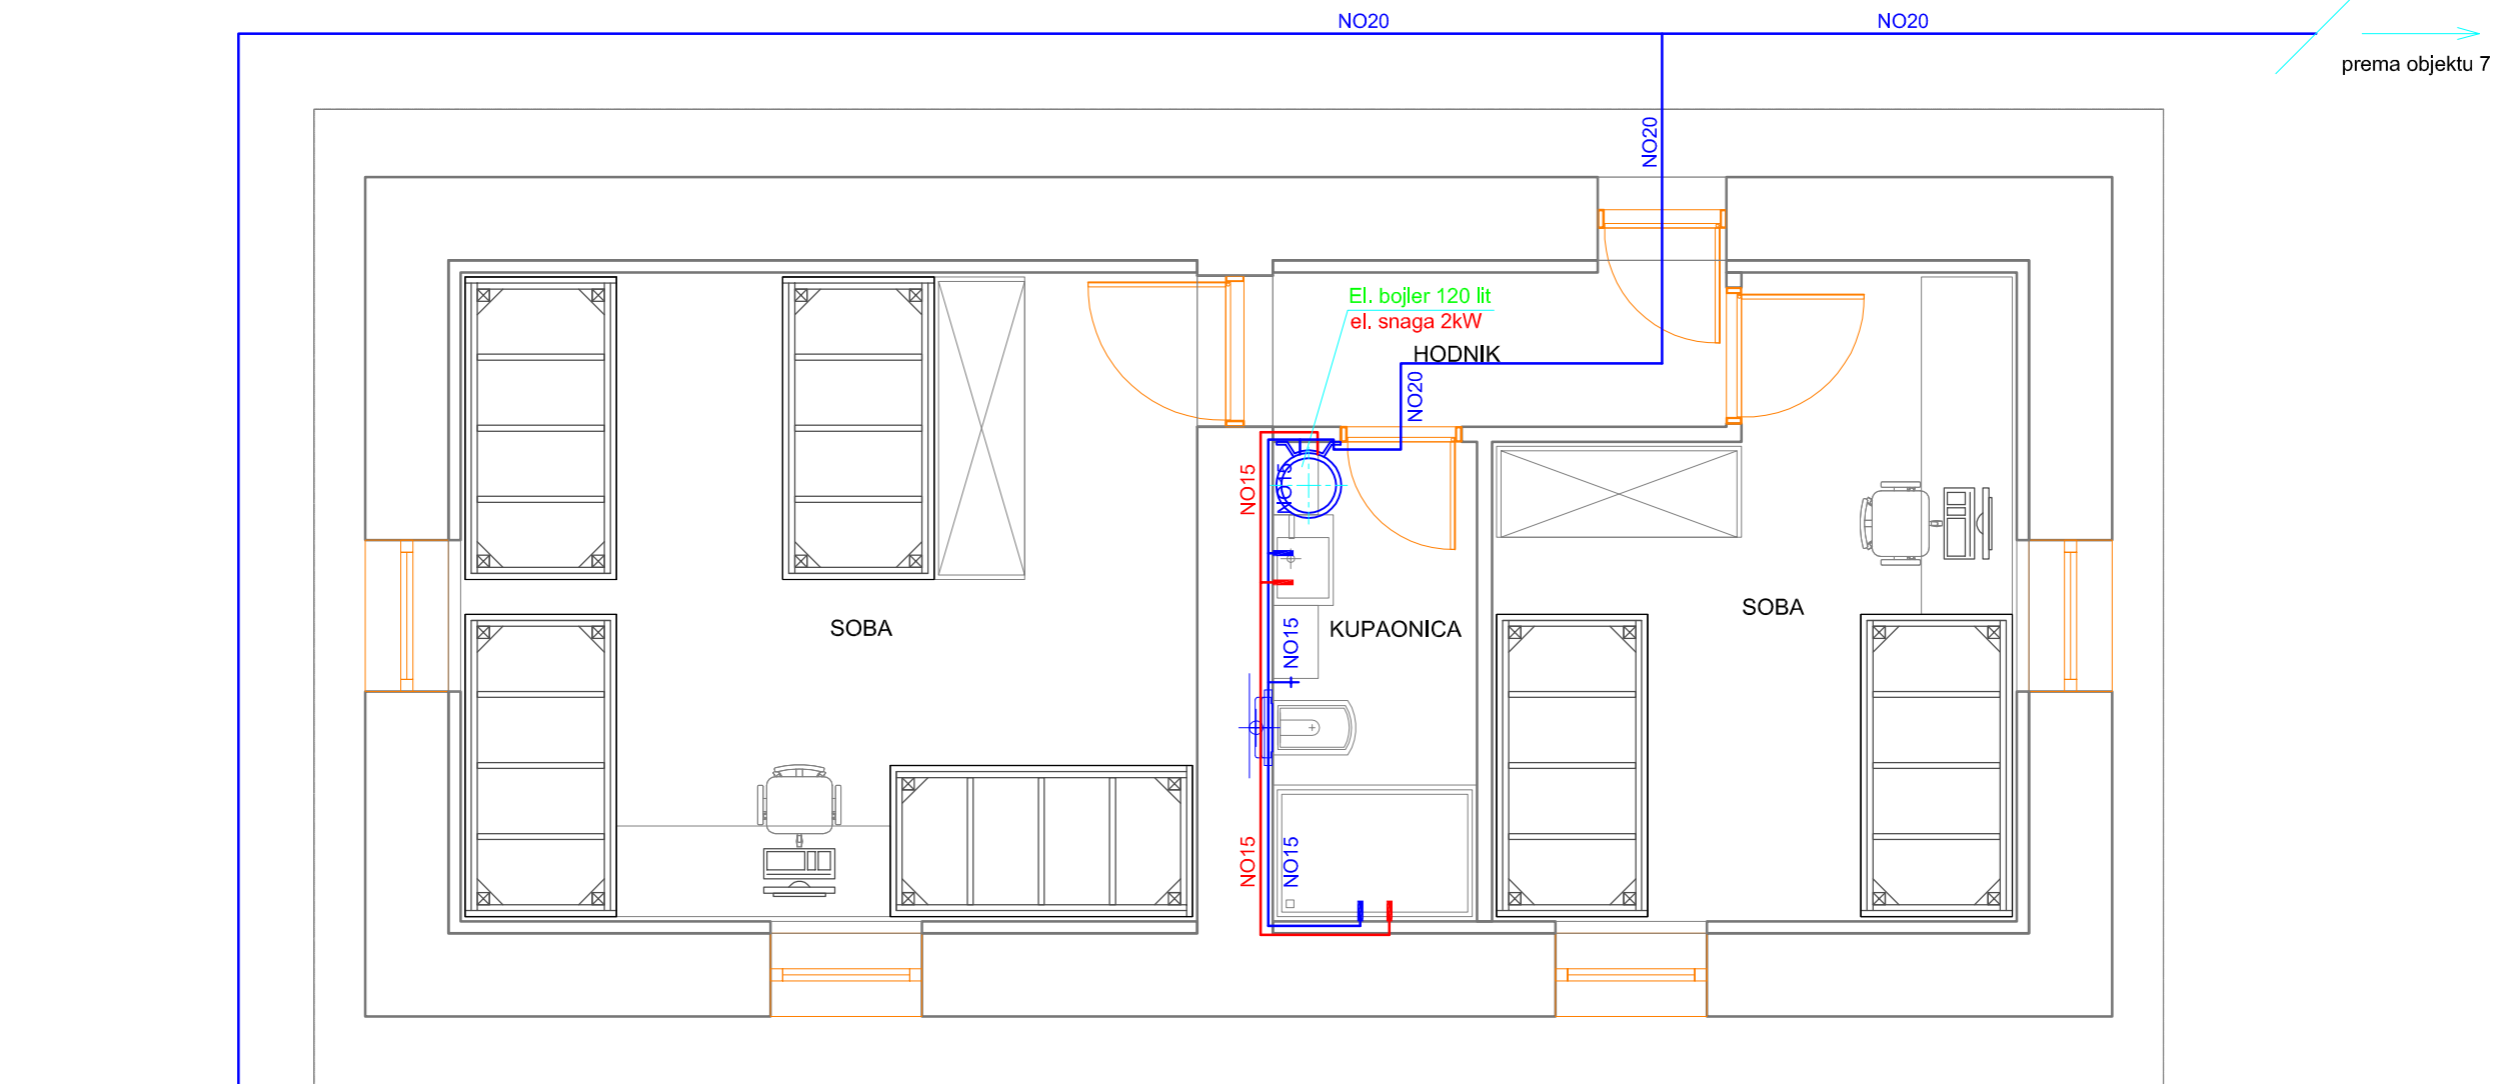 NO20
NO20
prema objektu 7
NO20
El. bojler 120 lit
el. snaga 2kW
HODNIK
NO20
NO15
NO15
SOBA
NO15
KUPAONICA
SOBA
NO15
NO15